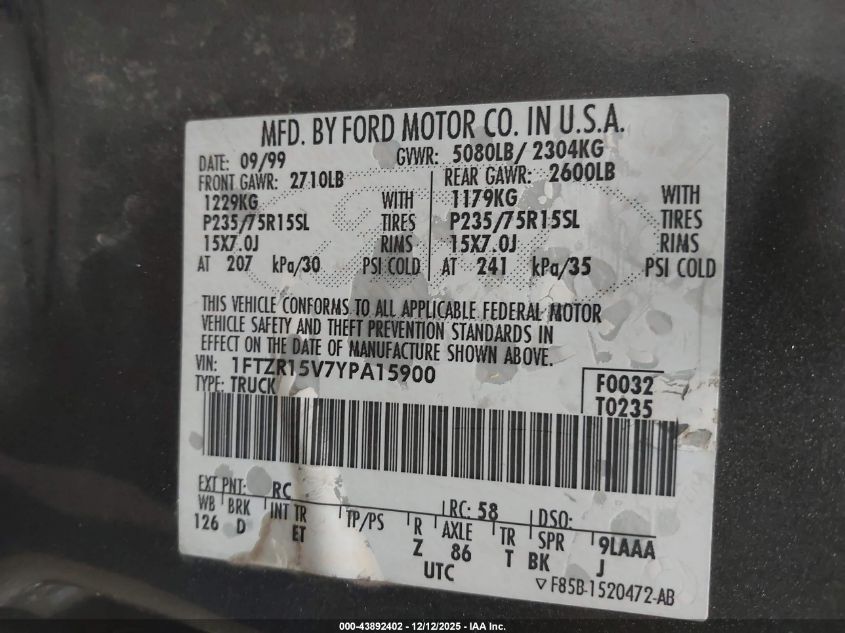 MFD. BY FORD MOTOR CO. IN U.S.A.
DATE: 09/99 GVWR: 5080LB/ 2304KG
FRONT GAWR: 2710LB REAR GAWR: 2600LB
1229KG WITH 1179KG WITH
P235/75R15SL TIRES P235/75R15SL TIRES
15X7.0J RIMS 15X7.0J RIMS
AT 207 kPa/30 PSI COLD AT 241 kPa/35 PSI COLD
THIS VEHICLE CONFORMS TO ALL APPLICABLE FEDERAL MOTOR
VEHICLE SAFETY AND THEFT PREVENTION STANDARDS IN
EFFECT ON THE DATE OF MANUFACTURE SHOWN ABOVE.
VIN: 1FTZR15V7YPA15900
TYPE: TRUCK
F0032
T0235
EXT PNT: RC RC: 58 DSO:
WB BRK INT TR TP/PS R AXLE TR SPR 9LAAA
126 D ET Z 86 T BK J
UTC
▽ F85B-1520472-AB
000-43892402 - 12/12/2025 - IAA Inc.